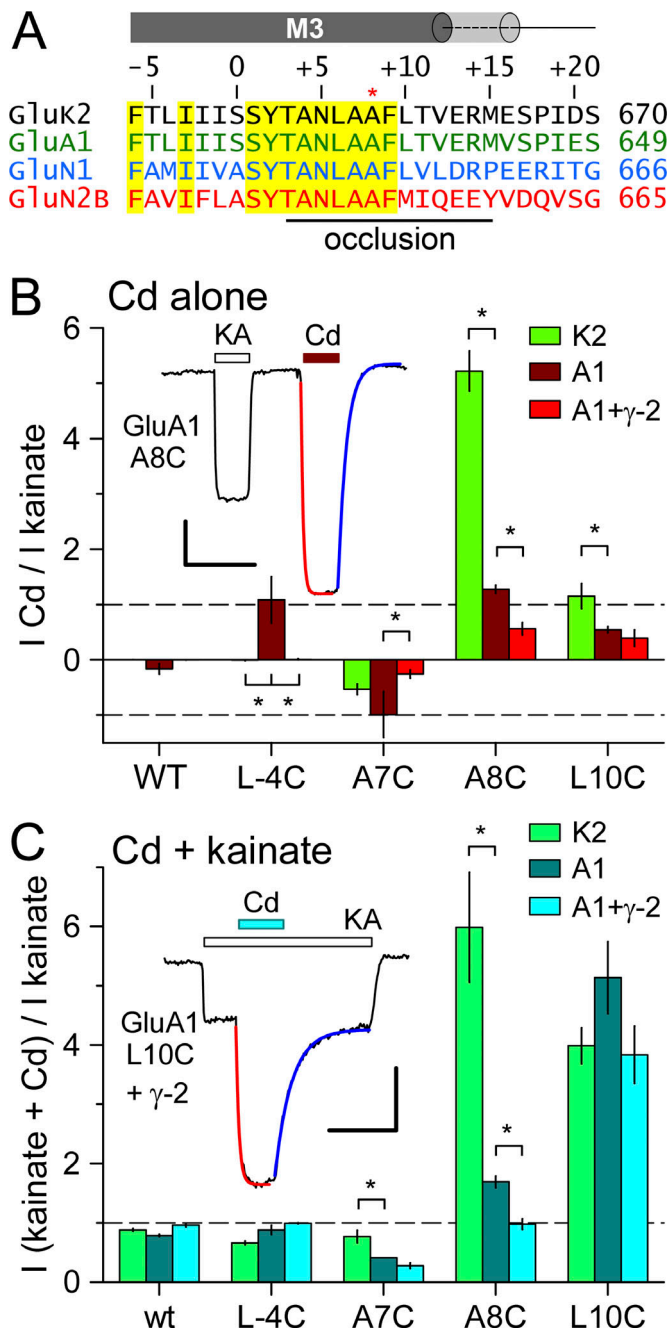 A
M3
-5 0 +5 +10 +15 +20
*
GluK2 FTLIIISSYTANLAAFLTVERMESPIDS 670
GluA1 FTLIIISSYTANLAAFLTVERMVSPIES 649
GluN1 FAMIIVASYTANLAAFLVLDRPEERITG 666
GluN2B FAVIFLASYTANLAAFMIQEEYVDQVSG 665
occlusion
B Cd alone
I Cd / I kainate
6
4
2
0
KA
Cd
GluA1
A8C
K2
A1
A1+γ-2
*
*
*
*
* *
WT L-4C A7C A8C L10C
C Cd + kainate
I (kainate + Cd) / I kainate
6
4
2
0
Cd
KA
GluA1
L10C
+ γ-2
K2
A1
A1+γ-2
*
*
*
wt L-4C A7C A8C L10C